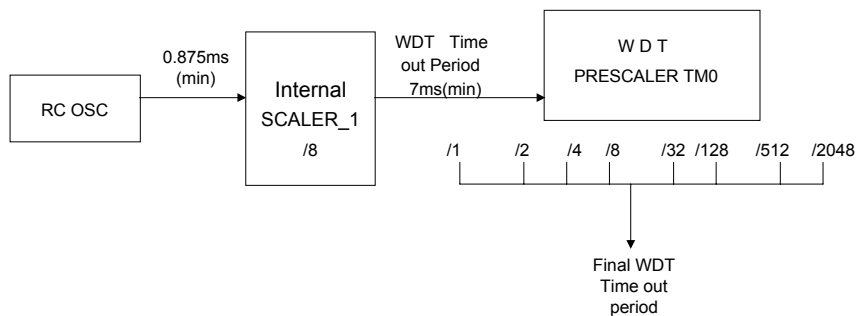 RC OSC
0.875ms
(min)
Internal
SCALER_1
/8
WDT Time
out Period
7ms(min)
W D T
PRESCALER TM0
/1 /2 /4 /8 /32 /128 /512 /2048
Final WDT
Time out
period